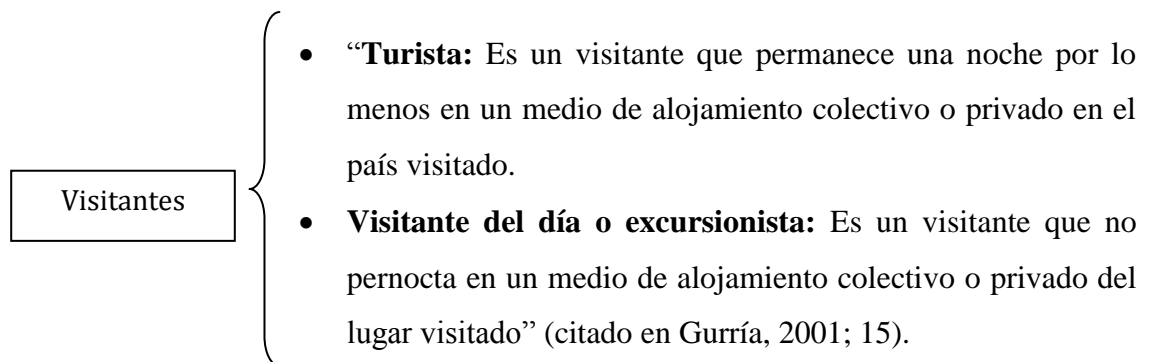 Visitantes
• “Turista: Es un visitante que permanece una noche por lo
menos en un medio de alojamiento colectivo o privado en el
país visitado.
• Visitante del día o excursionista: Es un visitante que no
pernocta en un medio de alojamiento colectivo o privado del
lugar visitado” (citado en Gurría, 2001; 15).